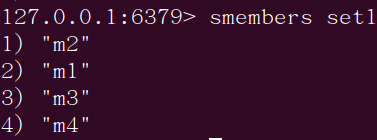 127.0.0.1:6379> smembers set1
1) "m2"
2) "m1"
3) "m3"
4) "m4"